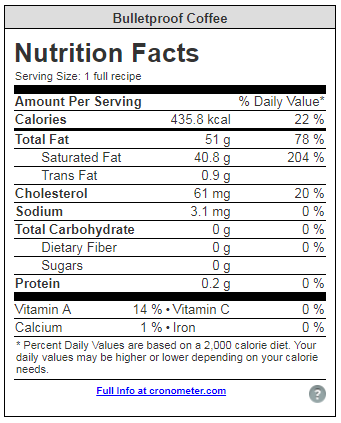 Bulletproof Coffee
Nutrition Facts
Serving Size: 1 full recipe
Amount Per Serving % Daily Value*
Calories 435.8 kcal 22 %
Total Fat 51 g 78 %
Saturated Fat 40.8 g 204 %
Trans Fat 0.9 g
Cholesterol 61 mg 20 %
Sodium 3.1 mg 0 %
Total Carbohydrate 0 g 0 %
Dietary Fiber 0 g 0 %
Sugars 0 g
Protein 0.2 g 0 %
Vitamin A 14 % • Vitamin C 0 %
Calcium 1 % • Iron 0 %
* Percent Daily Values are based on a 2,000 calorie diet. Your
daily values may be higher or lower depending on your calorie
needs.
Full Info at cronometer.com
?